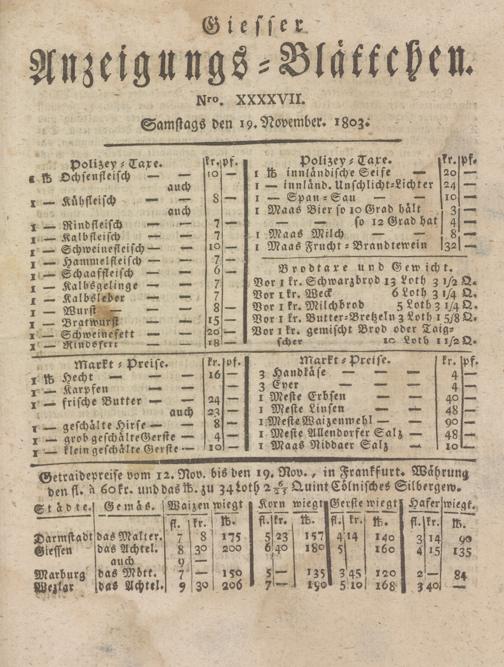 Giesser
Anzeigungs-Blättchen.
Nro. XXXXVII.
Samstags den 19. November. 1803.
Polizey-Taxe. kr. pf.
1 ℔ Ochsenfleisch — — 10 —
auch
1 — Kühfleisch — — 8 —
auch
1 — Rindfleisch — — 7 —
1 — Kalbfleisch — — 7 —
1 — Schweinefleisch — — 10 —
1 — Hammelfleisch — — 7 —
1 — Schaaffleisch — — 6 —
1 — Kalbsgelinge — — 7 —
1 — Kalbsleber — — 7 —
1 — Wurst — — 8 —
1 — Bratwurst — — 15 —
1 — Schweinefett — — 20 —
1 — Rindsfett — — 18 —
Polizey-Taxe. kr. pf.
1 ℔ innländische Seife — 20 —
1 — innländ. Unschlicht-Lichter 24 —
1 — Span-Sau — — 10 —
1 Maas Bier so 10 Grad hält 3 —
— — so 12 Grad hat 4 —
1 Maas Milch — — 8 —
1 Maas Frucht-Brandtewein 32 —
Brodtaxe und Gewicht.
Vor 1 kr. Schwarzbrod 13 Loth 3 1/2 Q.
Vor 1 kr. Weck 6 Loth 3 1/4 Q.
Vor 1 kr. Milchbrod 5 Loth 3 1/4 Q.
Vor 1 kr. Butter-Bretzeln 3 Loth 1 5/8 Q.
Vor 1 kr. gemischt Brod oder Taig-
scher 10 Loth 1 1/2 Q.
Markt-Preise. kr. pf.
1 ℔ Hecht — — — 16 —
1 — Karpfen — — —
1 — frische Butter — — 24 —
auch 23 —
1 — geschälte Hirse — — 8 —
1 — grob geschälte Gerste — 4 —
1 — klein geschälte Gerste — 10 —
Markt-Preise. kr. pf.
3 Handkäse — — — 4 —
3 Eyer — — — 4 —
1 Meste Erbsen — — 40 —
1 Meste Linsen — — 48 —
1 Meste Waizenmehl — — 90 —
1 Meste Allendorfer Salz — 48 —
1 Maas Niddaer Salz — 10 —
Getraidepreise vom 12. Nov. bis den 19. Nov., in Frankfurt. Währung
den fl. à 60 kr. und das ℔. zu 34 Loth 2 6/25 Quint Cölnisches Silbergew.
Städte. Gemäs. Waizen wiegt Korn wiegt Gerste wiegt Hafer wiegt.
fl. kr. ℔. fl. kr. ℔. fl. kr. ℔. fl. kr. ℔.
Darmstadt das Malter. 7 8 175 5 23 157 4 14 140 3 14 90
Giessen das Achtel. 8 30 200 6 40 180 5 — 160 4 15 135
auch 9 —
Marburg das Mött. 7 — 150 5 — 135 3 45 120 2 — 84
Wezlar das Achtel. 9 30 206 7 — 190 5 10 168 3 40 —